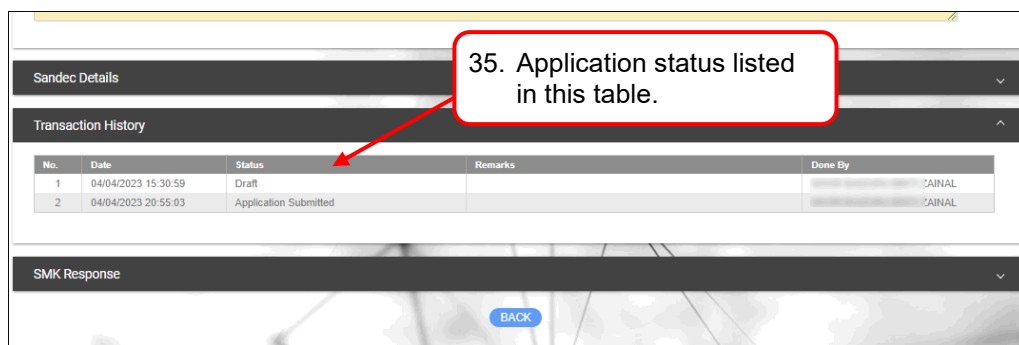 35. Application status listed
in this table.
Sandec Details
Transaction History
No. Date Status Remarks Done By
1 04/04/2023 15:30:59 Draft ZAINAL
2 04/04/2023 20:55:03 Application Submitted ZAINAL
SMK Response
BACK